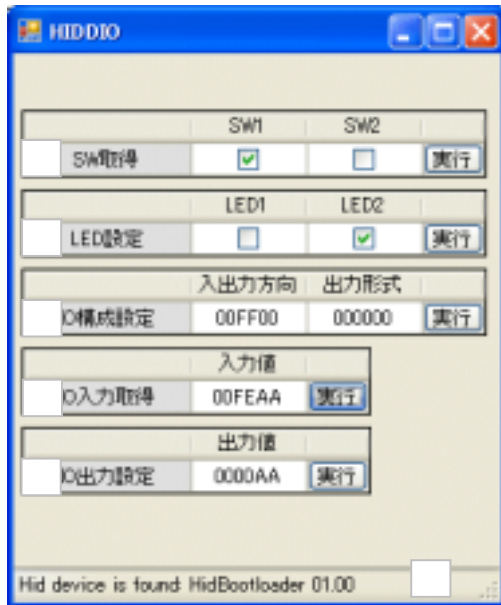 HIDDIO
SW1 SW2
SW取得 実行
LED1 LED2
LED設定 実行
入出力方向 出力形式
IO構成設定 00FF00 000000 実行
入力値
IO入力取得 00FEAA 実行
出力値
IO出力設定 0000AA 実行
Hid device is found: HidBootloader 01.00